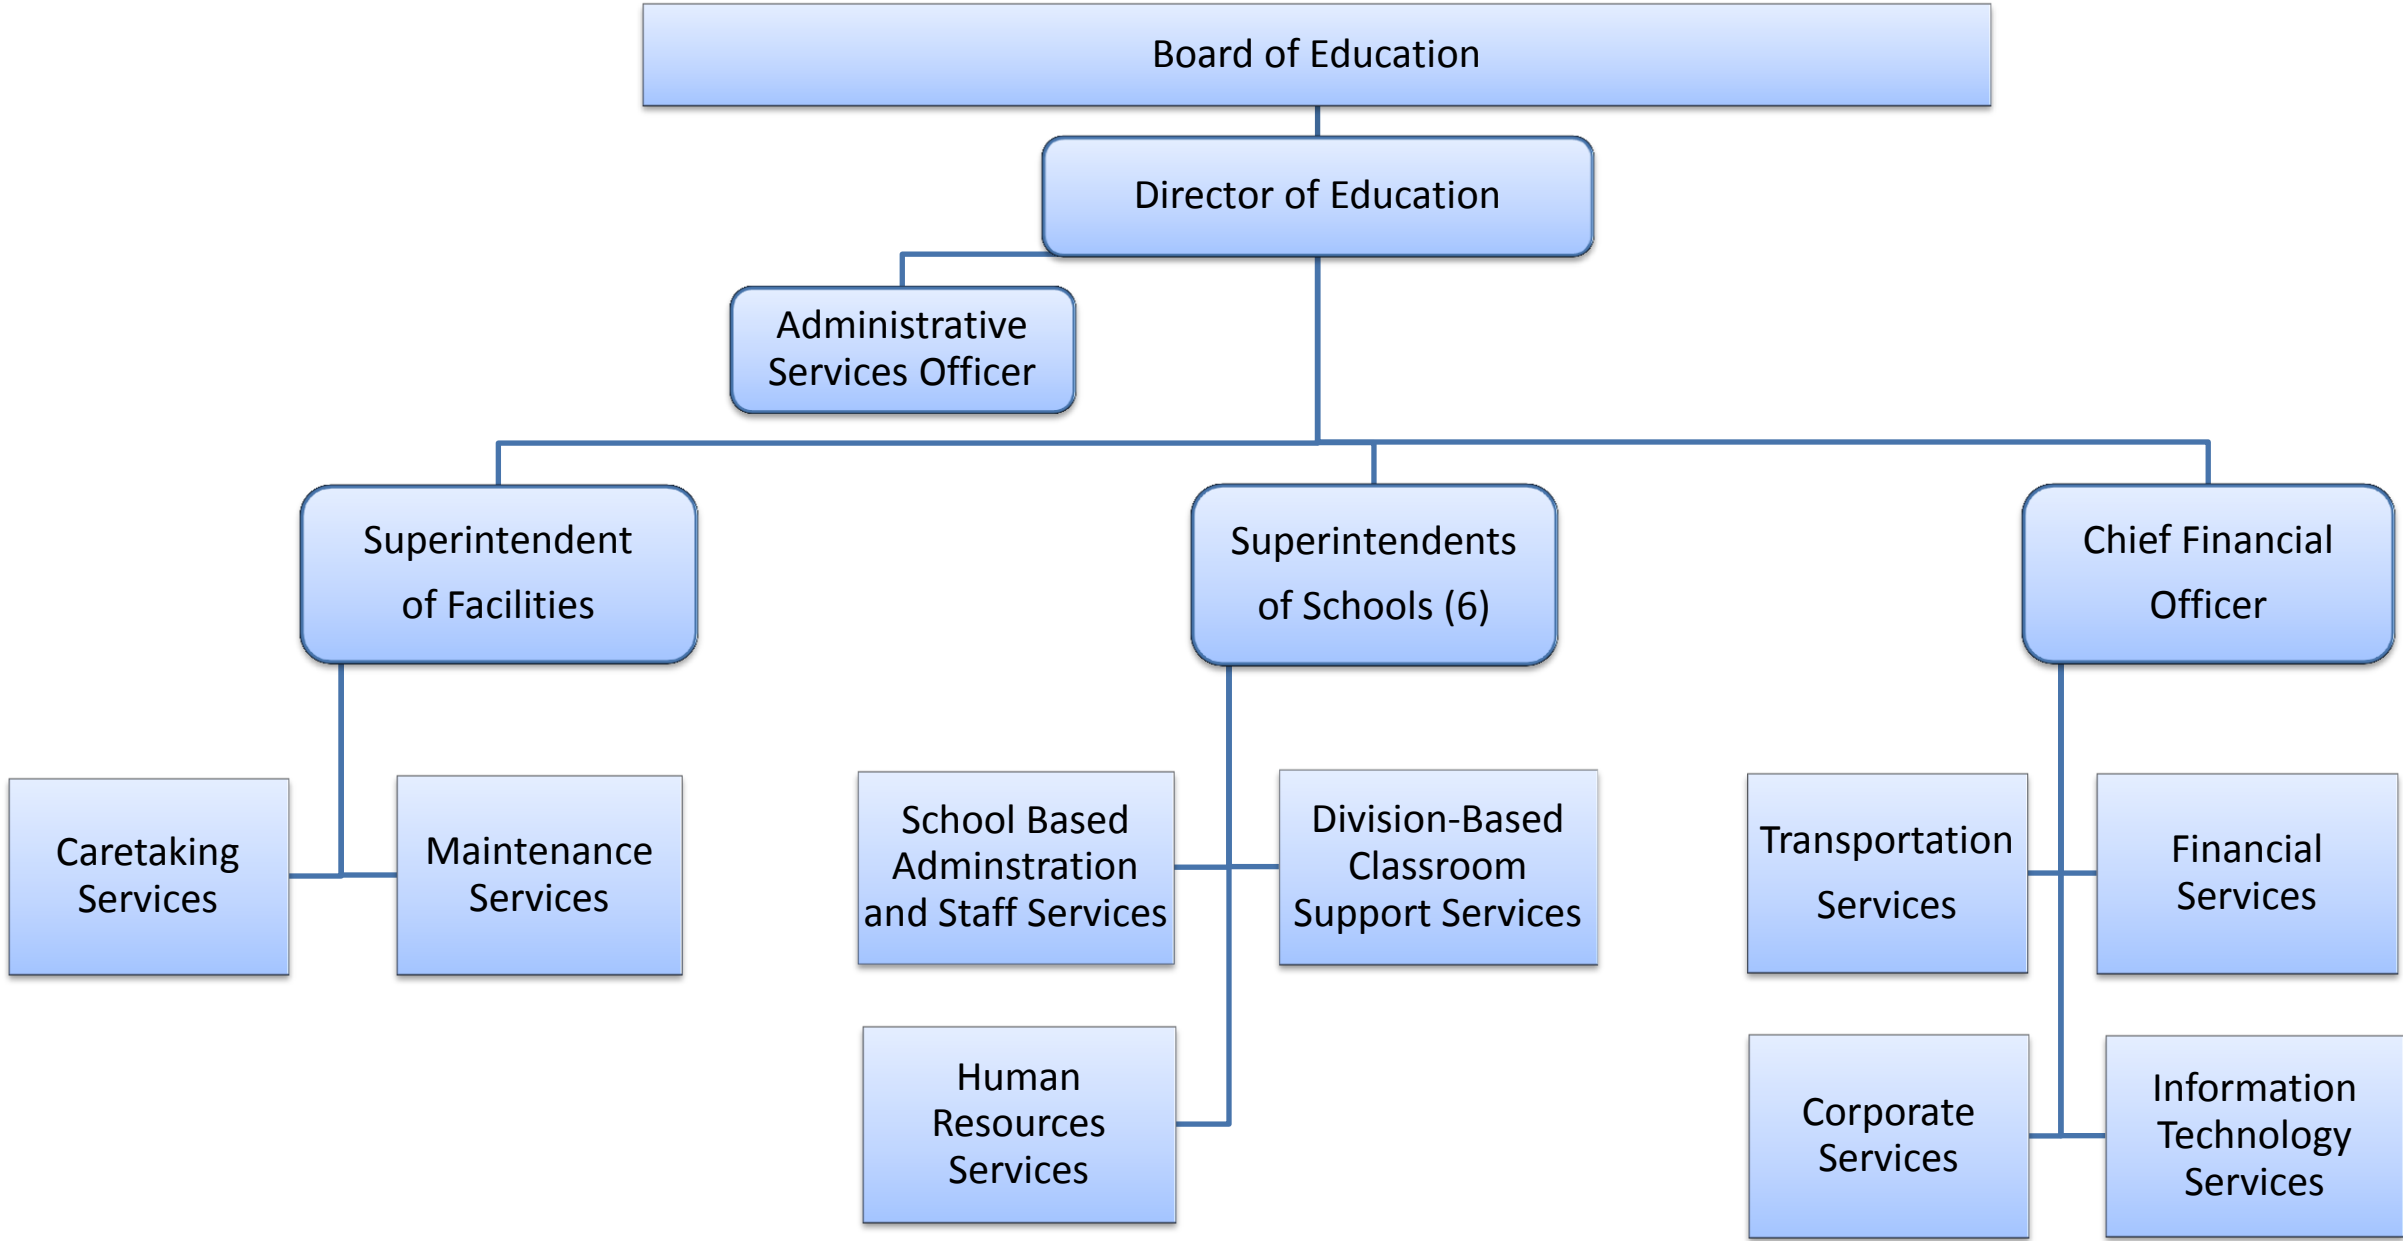 Board of Education
Director of Education
Administrative
Services Officer
Superintendent
of Facilities
Superintendents
of Schools (6)
Chief Financial
Officer
Caretaking
Services
Maintenance
Services
School Based
Adminstration
and Staff Services
Division-Based
Classroom
Support Services
Transportation
Services
Financial
Services
Human
Resources
Services
Corporate
Services
Information
Technology
Services